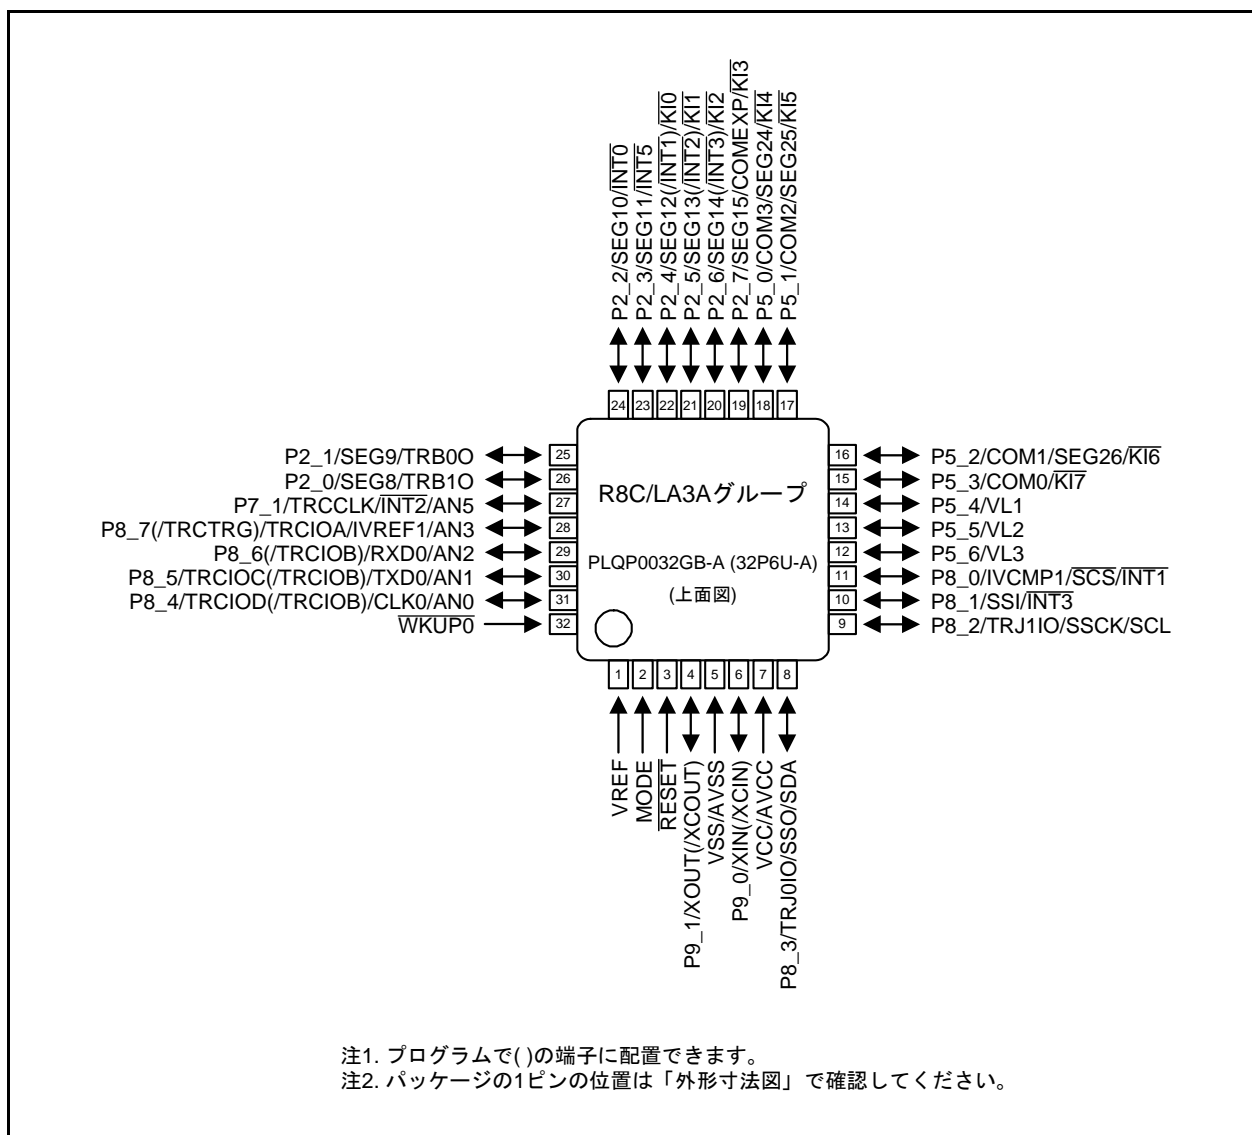 P2_2/SEG10/INT0
P2_3/SEG11/INT5
P2_4/SEG12(/INT1)/KI0
P2_5/SEG13(/INT2)/KI1
P2_6/SEG14(/INT3)/KI2
P2_7/SEG15/COMEXP/KI3
P5_0/COM3/SEG24/KI4
P5_1/COM2/SEG25/KI5
24 23 22 21 20 19 18 17
P2_1/SEG9/TRB0O 25
P2_0/SEG8/TRB1O 26
P7_1/TRCCLK/INT2/AN5 27
P8_7(/TRCTRG)/TRCIOA/IVREF1/AN3 28
P8_6(/TRCIOB)/RXD0/AN2 29
P8_5/TRCIOC(/TRCIOB)/TXD0/AN1 30
P8_4/TRCIOD(/TRCIOB)/CLK0/AN0 31
WKUP0 32
R8C/LA3Aグループ
PLQP0032GB-A (32P6U-A)
(上面図)
16 P5_2/COM1/SEG26/KI6
15 P5_3/COM0/KI7
14 P5_4/VL1
13 P5_5/VL2
12 P5_6/VL3
11 P8_0/IVCMP1/SCS/INT1
10 P8_1/SSI/INT3
9 P8_2/TRJ1IO/SSCK/SCL
1 2 3 4 5 6 7 8
VREF
MODE
RESET
P9_1/XOUT(/XCOUT)
VSS/AVSS
P9_0/XIN(/XCIN)
VCC/AVCC
P8_3/TRJ0IO/SSO/SDA
注1. プログラムで( )の端子に配置できます。
注2. パッケージの1ピンの位置は「外形寸法図」で確認してください。